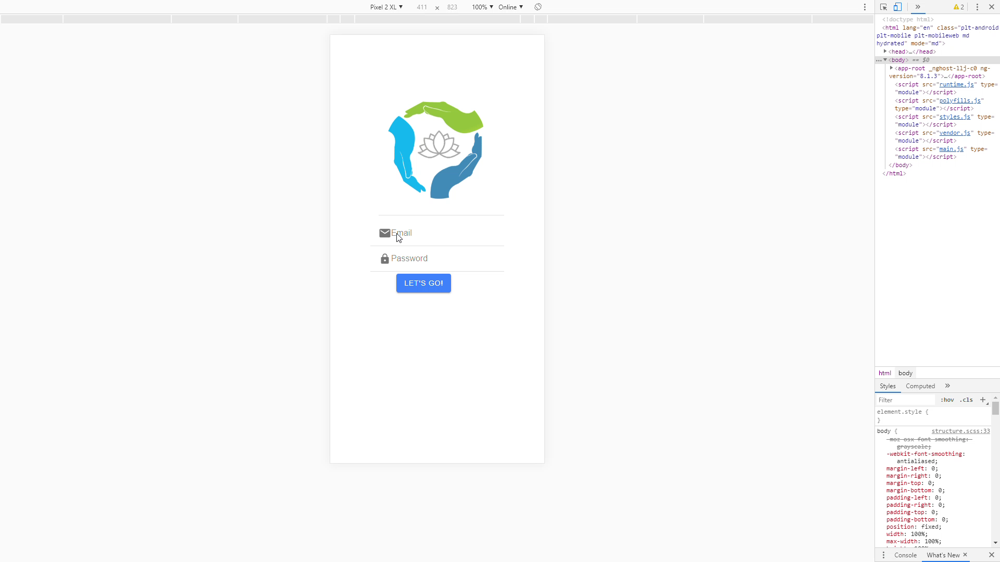 Pixel 2 XL ▼ 411 × 823 100% ▼ Online ▼
2
<!doctype html>
<html lang="en" class="plt-android
plt-mobile plt-mobileweb md
hydrated" mode="md">
<head>…</head>
<body> == $0
<app-root _nghost-llj-c0 ng-
version="8.1.3">…</app-root>
<script src="runtime.js" type=
"module"></script>
<script src="polyfills.js"
type="module"></script>
<script src="styles.js" type=
"module"></script>
<script src="vendor.js" type=
"module"></script>
<script src="main.js" type=
"module"></script>
</body>
</html>
Email
Password
LET'S GO!
html body
Styles Computed »
Filter :hov .cls +
element.style {
}
body { structure.scss:33
-moz-osx-font-smoothing:
grayscale;
-webkit-font-smoothing:
antialiased;
margin-left: 0;
margin-right: 0;
margin-top: 0;
margin-bottom: 0;
padding-left: 0;
padding-right: 0;
padding-top: 0;
padding-bottom: 0;
position: fixed;
width: 100%;
max-width: 100%;
Console What's New ×